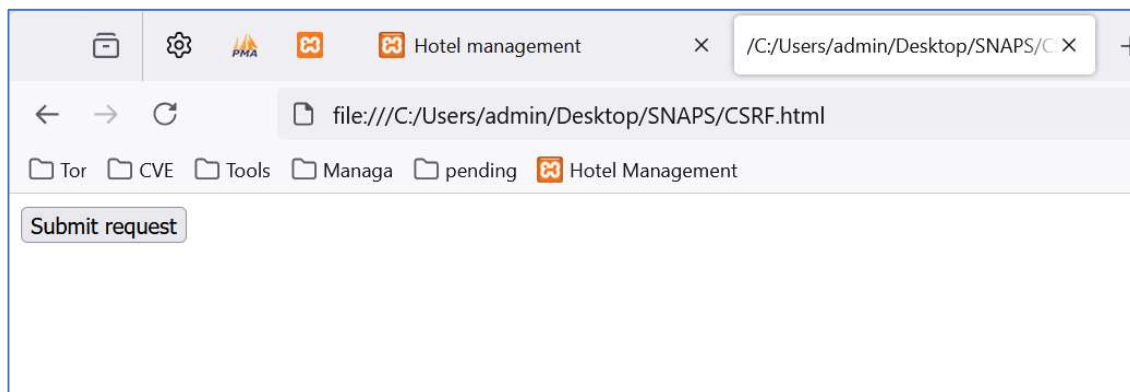 PMA Hotel management /C:/Users/admin/Desktop/SNAPS/C
file:///C:/Users/admin/Desktop/SNAPS/CSRF.html
Tor CVE Tools Managa pending Hotel Management
Submit request